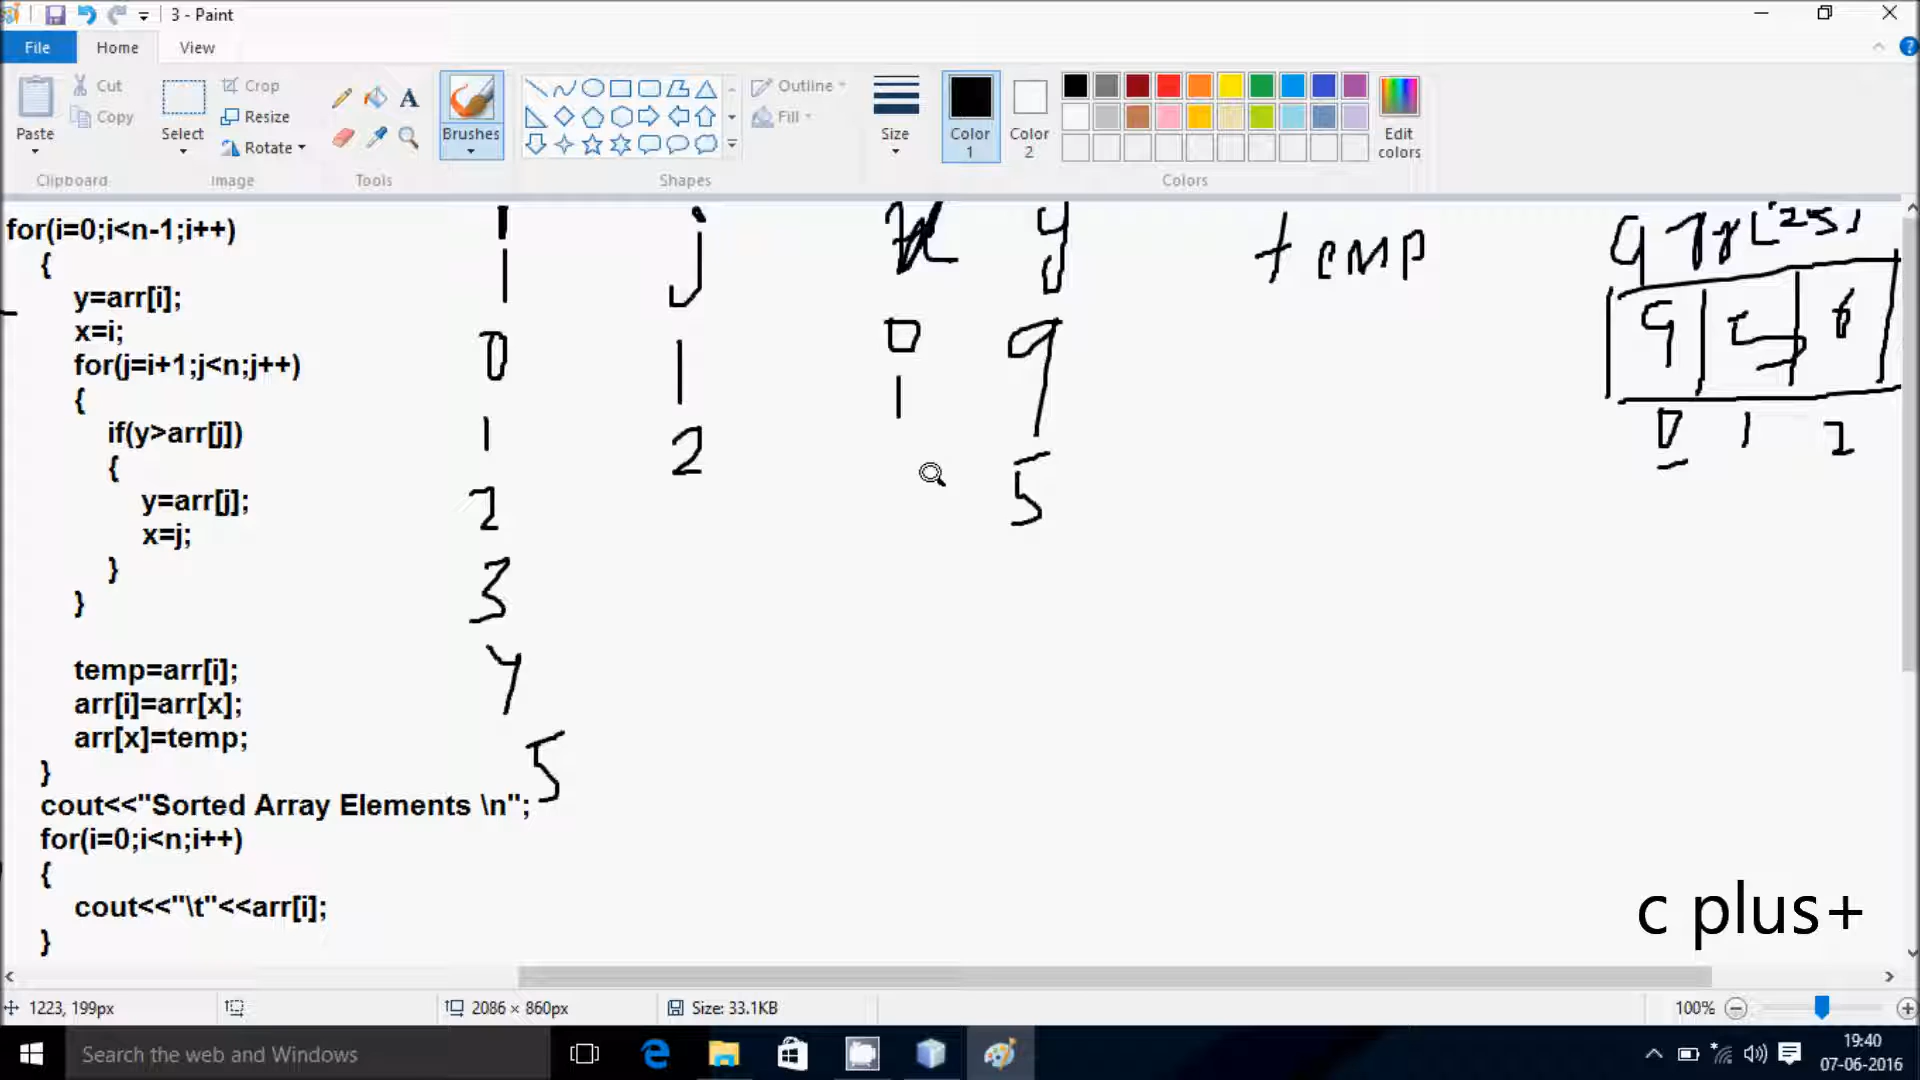 3 - Paint
File Home View
Paste
Cut
Copy
Clipboard
Select
Crop
Resize
Rotate
Image
Tools
Brushes
Shapes
Outline
Fill
Size
Color 1
Color 2
Edit colors
Colors
for(i=0;i<n-1;i++)
{
y=arr[i];
x=i;
for(j=i+1;j<n;j++)
{
if(y>arr[j])
{
y=arr[j];
x=j;
}
}
temp=arr[i];
arr[i]=arr[x];
arr[x]=temp;
}
cout<<"Sorted Array Elements \n";
for(i=0;i<n;i++)
{
cout<<"\t"<<arr[i];
}
i j x y temp
0 1 0 9
1 2 1 5
2
3
4
5
arr[25]
9 5 6
0 1 2
c plus+
1223, 199px
2086 × 860px
Size: 33.1KB
100%
Search the web and Windows
19:40
07-06-2016